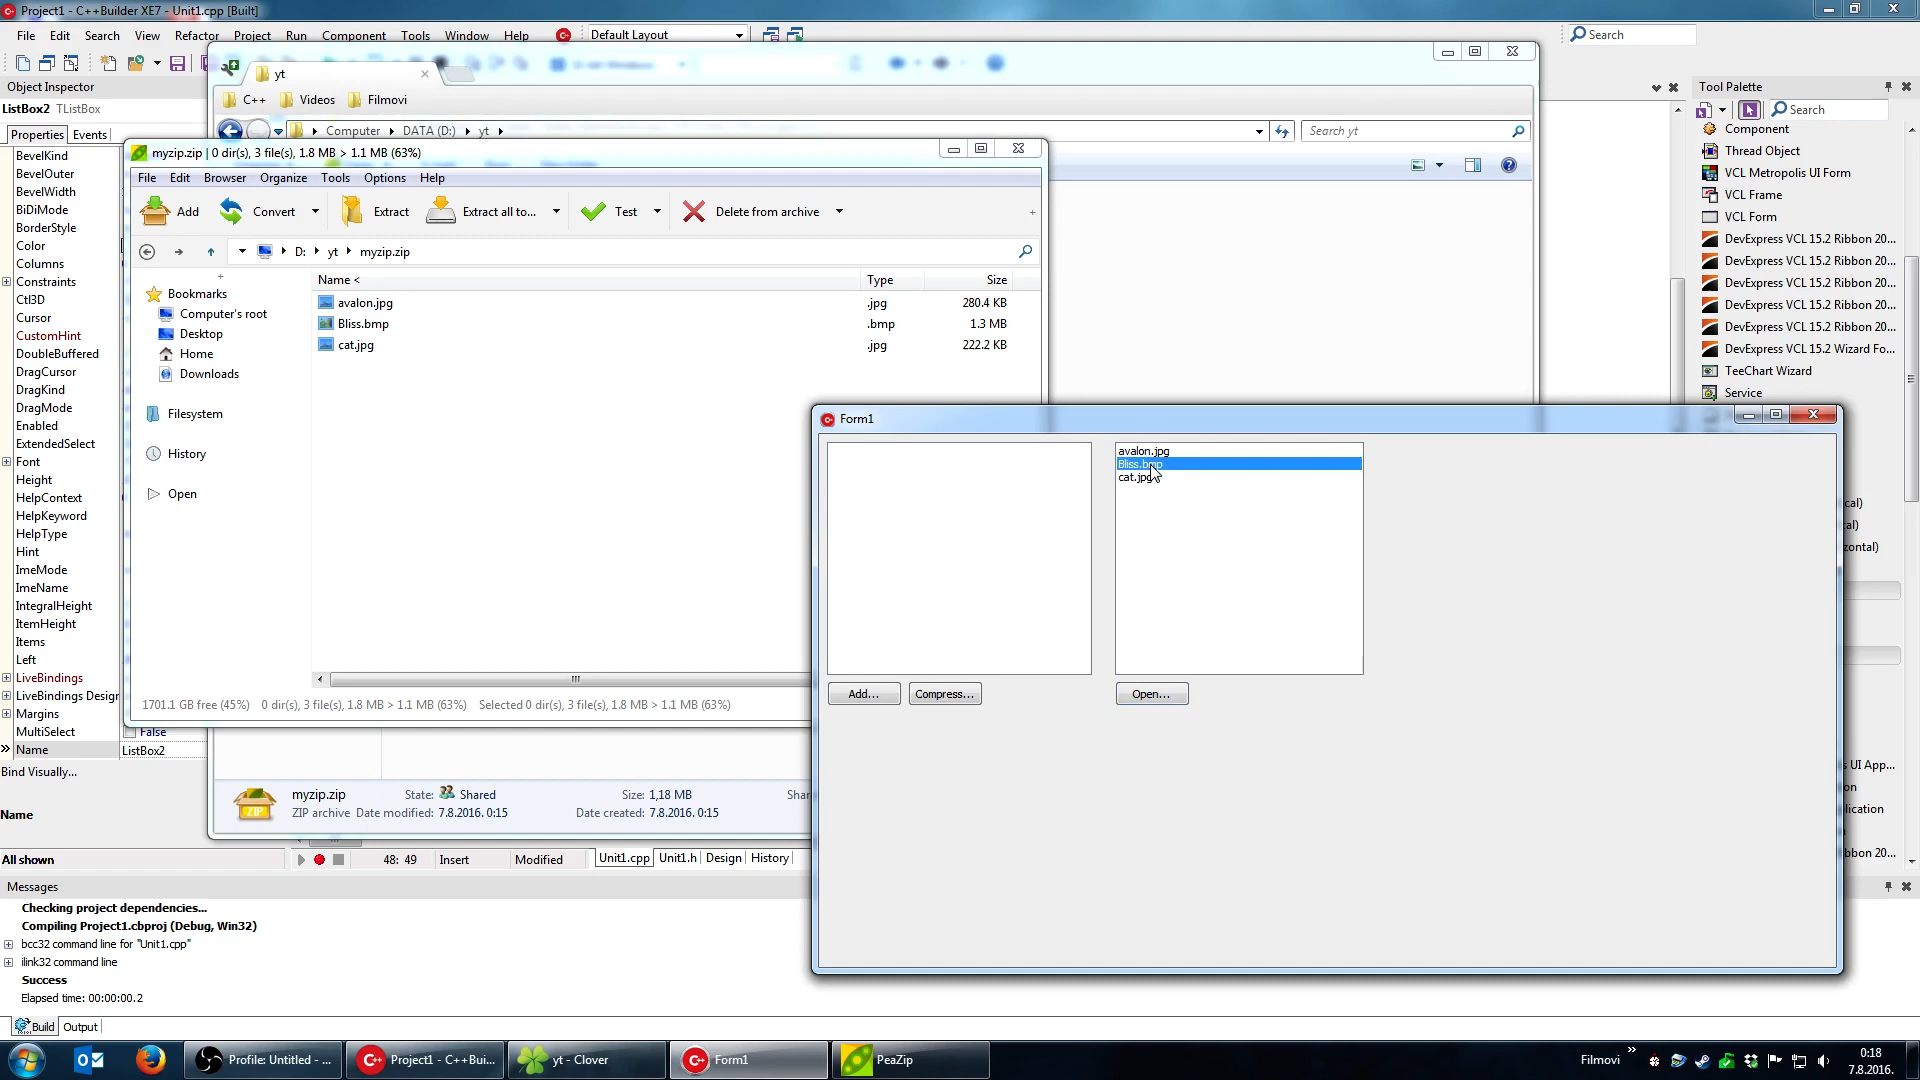 Project1 - C++Builder XE7 - Unit1.cpp [Built]
File Edit Search View Refactor Project Run Component Tools Window Help Default Layout Search
Object Inspector
ListBox2 TListBox
Properties Events
BevelKind
BevelOuter
BevelWidth
BiDiMode
BorderStyle
Color
Columns
Constraints
Ctl3D
Cursor
CustomHint
DoubleBuffered
DragCursor
DragKind
DragMode
Enabled
ExtendedSelect
Font
Height
HelpContext
HelpKeyword
HelpType
Hint
ImeMode
ImeName
IntegralHeight
ItemHeight
Items
Left
LiveBindings
LiveBindings Design
Margins
MultiSelect False
Name ListBox2
Bind Visually...
Name
All shown
yt
C++ Videos Filmovi
Computer DATA (D:) yt Search yt
myzip.zip | 0 dir(s), 3 file(s), 1.8 MB > 1.1 MB (63%)
File Edit Browser Organize Tools Options Help
Add Convert Extract Extract all to... Test Delete from archive
D: yt myzip.zip
Bookmarks
Computer's root
Desktop
Home
Downloads
Filesystem
History
Open
Name < Type Size
avalon.jpg .jpg 280.4 KB
Bliss.bmp .bmp 1.3 MB
cat.jpg .jpg 222.2 KB
1701.1 GB free (45%) 0 dir(s), 3 file(s), 1.8 MB > 1.1 MB (63%) Selected 0 dir(s), 3 file(s), 1.8 MB > 1.1 MB (63%)
myzip.zip State: Shared Size: 1,18 MB Shar
ZIP archive Date modified: 7.8.2016. 0:15 Date created: 7.8.2016. 0:15
ZIP
48: 49 Insert Modified Unit1.cpp Unit1.h Design History
Form1
avalon.jpg
Bliss.bmp
cat.jpg
Add... Compress... Open...
Tool Palette
Search
Component
Thread Object
VCL Metropolis UI Form
VCL Frame
VCL Form
DevExpress VCL 15.2 Ribbon 20...
DevExpress VCL 15.2 Ribbon 20...
DevExpress VCL 15.2 Ribbon 20...
DevExpress VCL 15.2 Ribbon 20...
DevExpress VCL 15.2 Ribbon 20...
DevExpress VCL 15.2 Wizard Fo...
TeeChart Wizard
Service
cal)
al)
zontal)
s UI App...
on
lication
bbon 20...
Messages
Checking project dependencies...
Compiling Project1.cbproj (Debug, Win32)
bcc32 command line for "Unit1.cpp"
ilink32 command line
Success
Elapsed time: 00:00:00.2
Build Output
Profile: Untitled - ... Project1 - C++Bui... yt - Clover Form1 PeaZip Filmovi 0:18
7.8.2016.